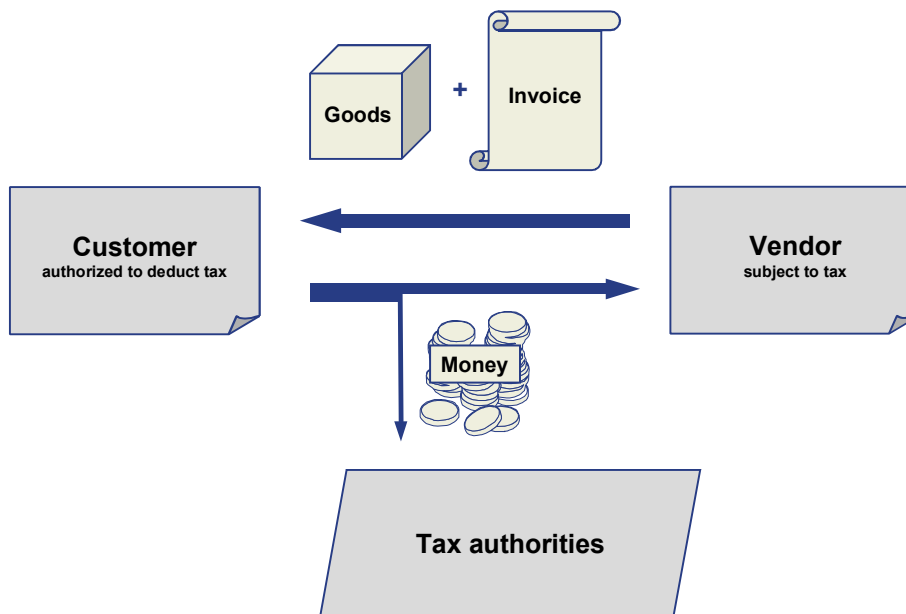 Goods
+
Invoice
Customer
authorized to deduct tax
Vendor
subject to tax
Money
Tax authorities